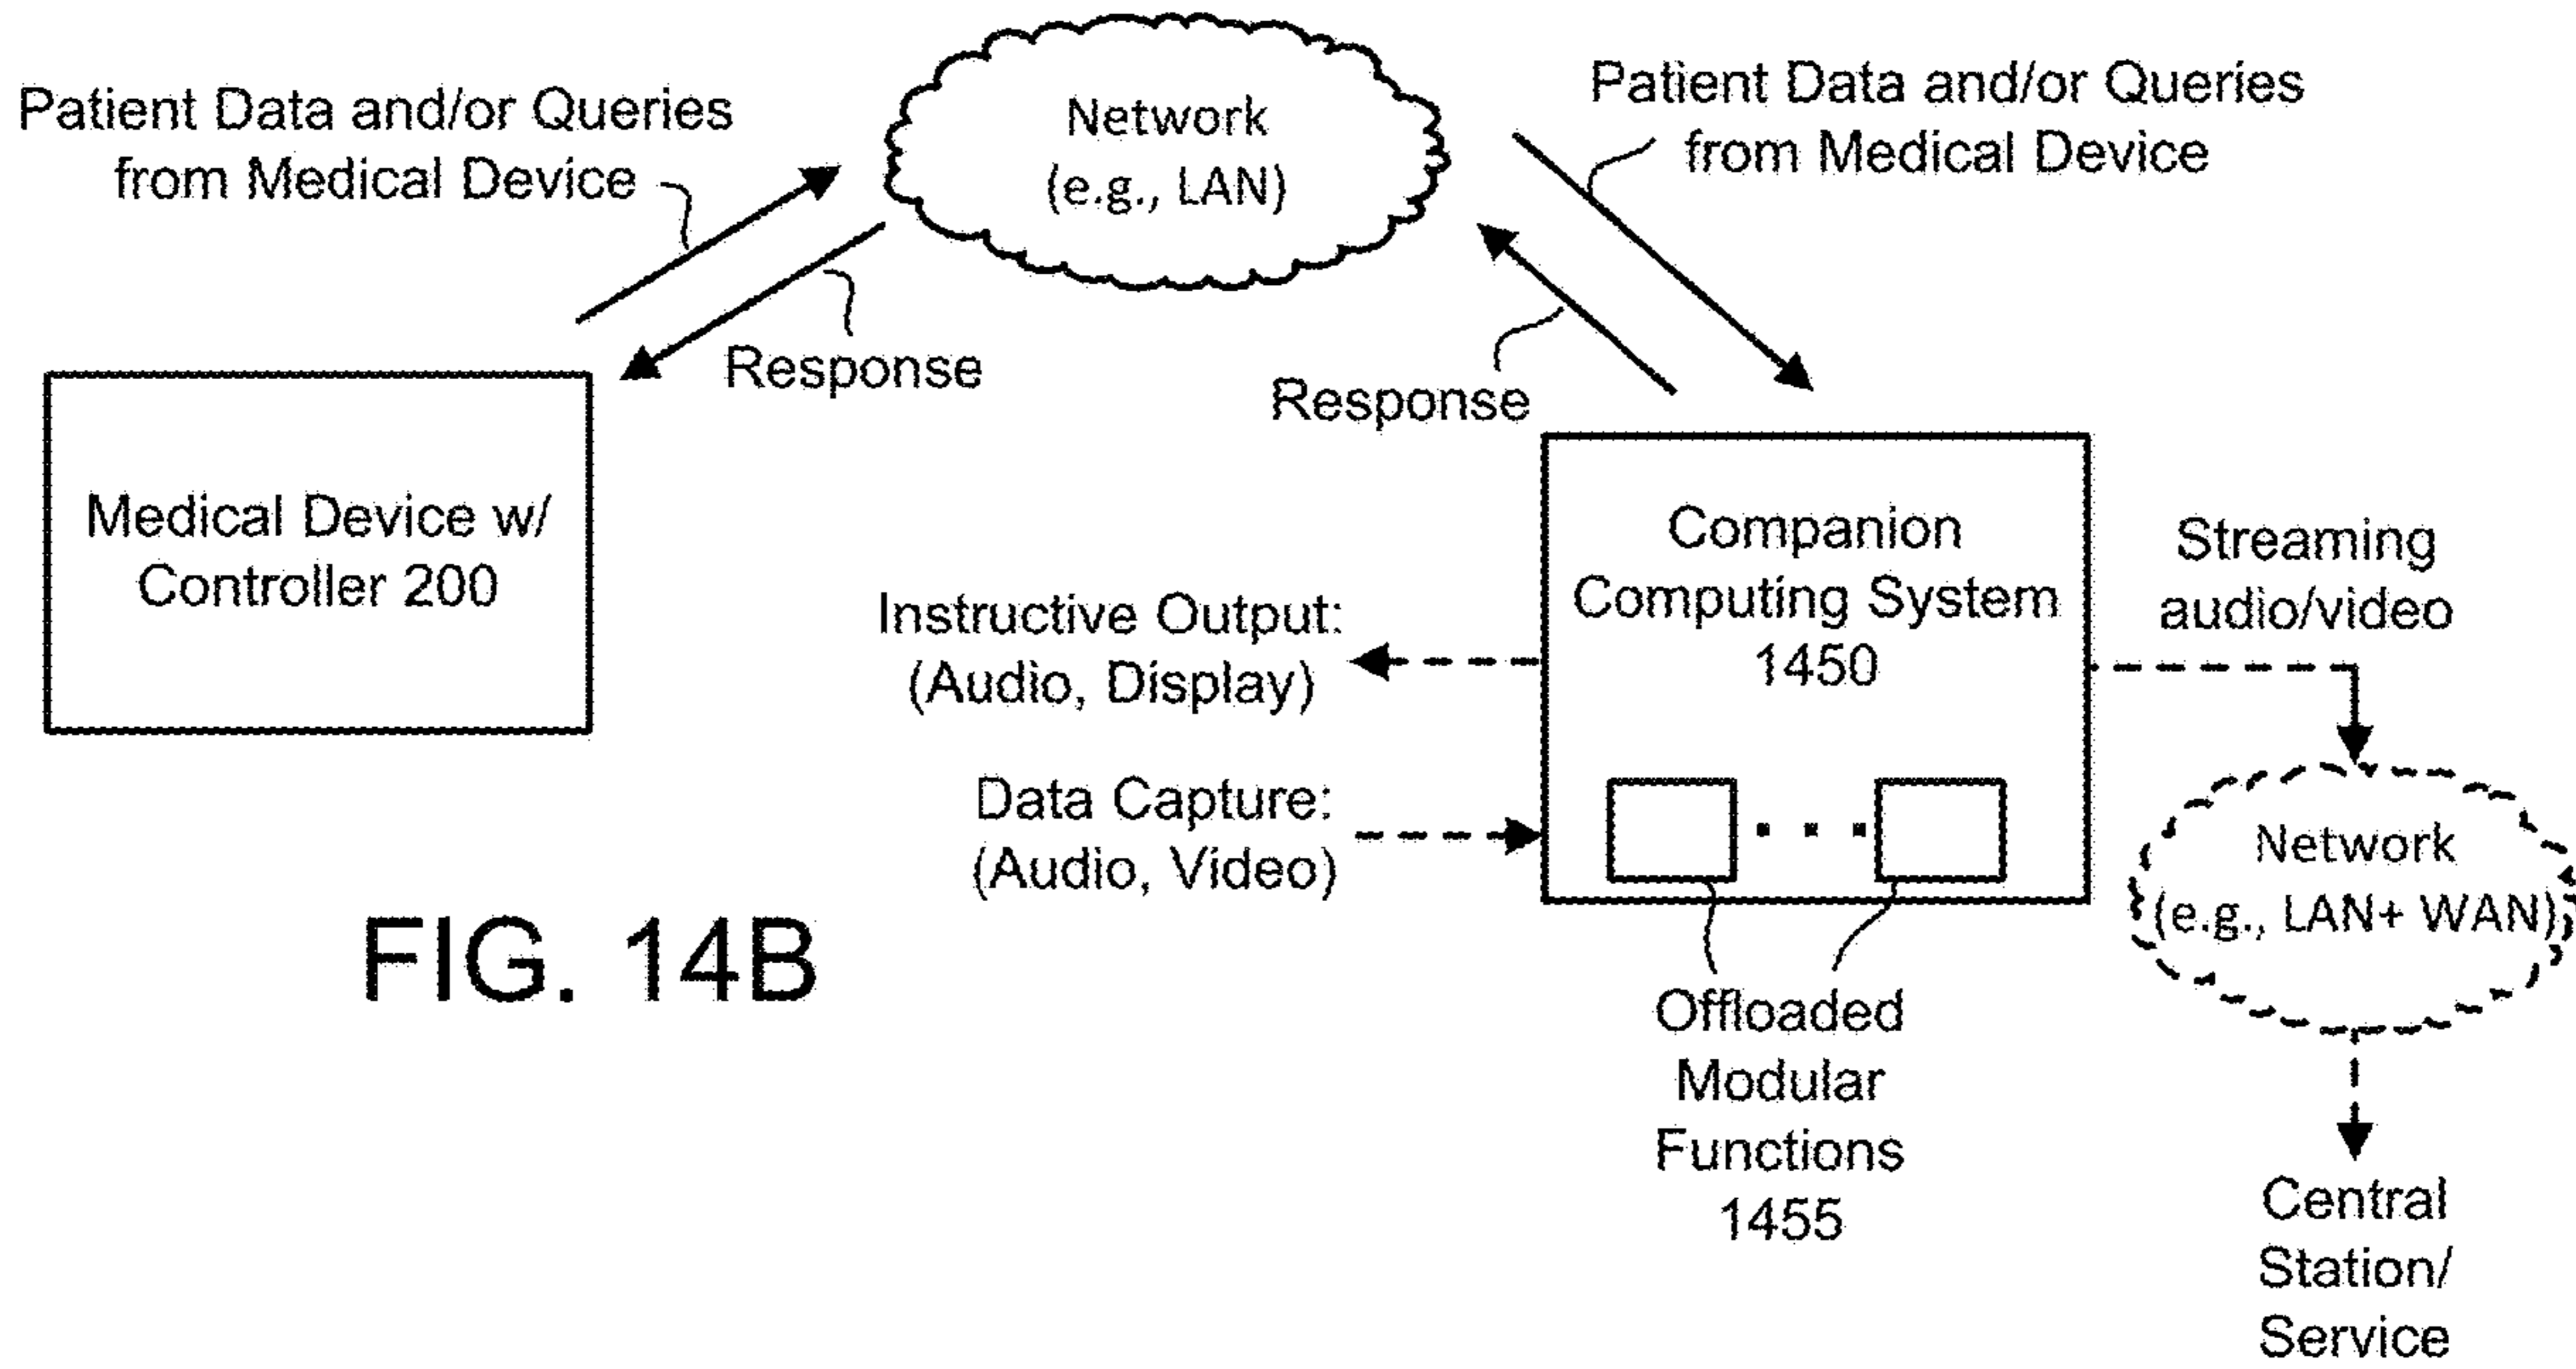 Patient Data and/or Queries
from Medical Device
Network
(e.g., LAN)
Patient Data and/or Queries
from Medical Device
Response
Response
Medical Device w/
Controller 200
Companion
Computing System
1450
Instructive Output:
(Audio, Display)
Data Capture:
(Audio, Video)
Streaming
audio/video
Network
(e.g., LAN+ WAN)
Offloaded
Modular
Functions
1455
Central
Station/
Service
FIG. 14B